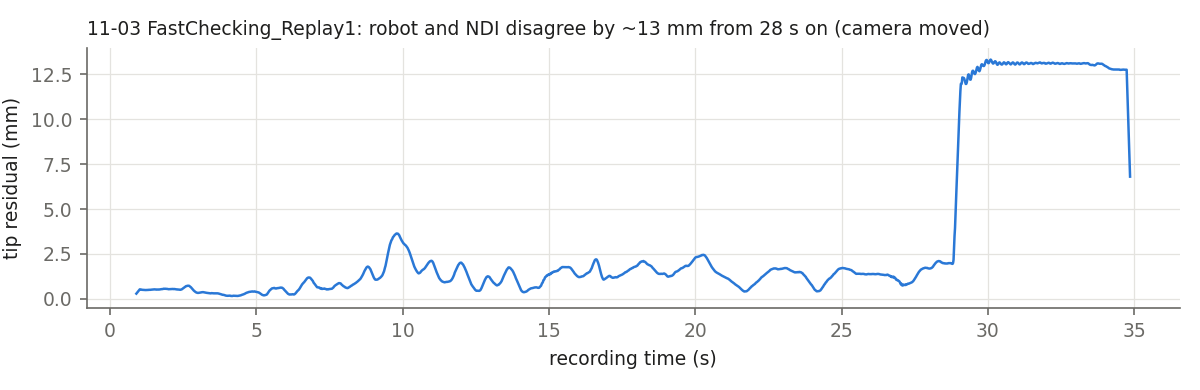 11-03 FastChecking_Replay1: robot and NDI disagree by ~13 mm from 28 s on (camera moved)
12.5
10.0
7.5
5.0
2.5
0.0
tip residual (mm)
0 5 10 15 20 25 30 35
recording time (s)